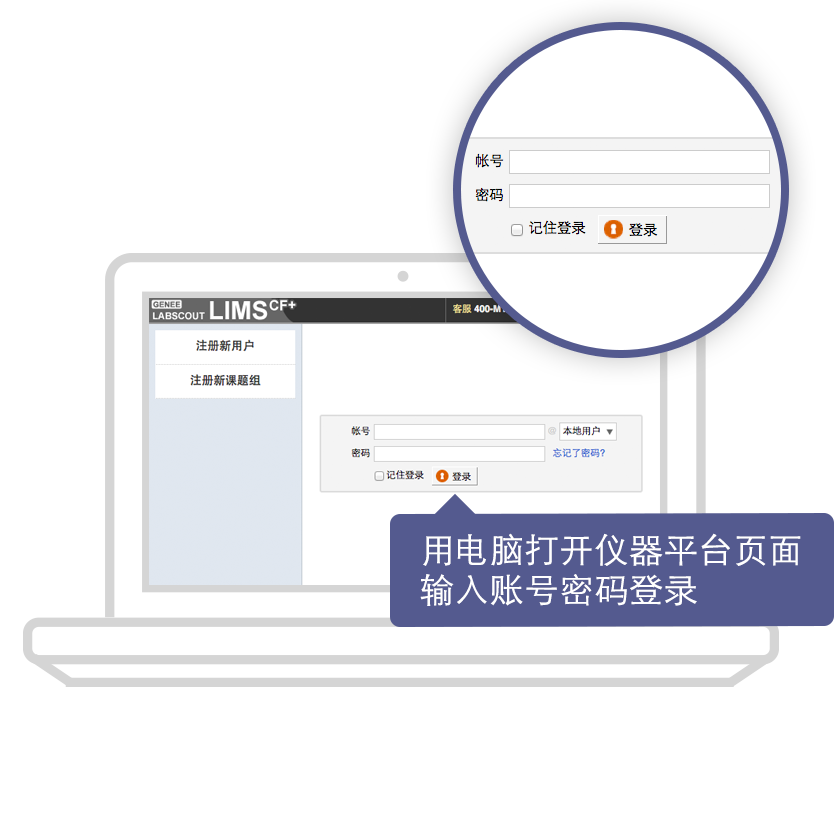 帐号
密码
记住登录 登录
GENEE
LABSCOUT LIMS CF+
客服 400-M
注册新用户
注册新课题组
帐号 @ 本地用户
密码 忘记了密码?
记住登录 登录
用电脑打开仪器平台页面
输入账号密码登录